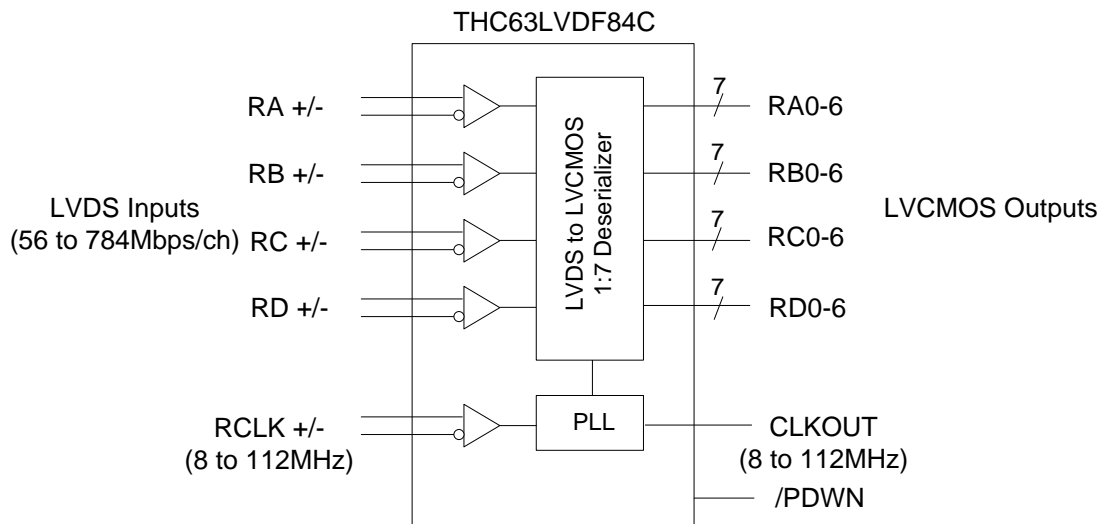 THC63LVDF84C
RA +/-
7
RA0-6
RB +/-
7
RB0-6
LVDS Inputs
(56 to 784Mbps/ch)
RC +/-
7
RC0-6
LVCMOS Outputs
RD +/-
7
RD0-6
LVDS to LVCMOS
1:7 Deserializer
RCLK +/-
(8 to 112MHz)
PLL
CLKOUT
(8 to 112MHz)
/PDWN